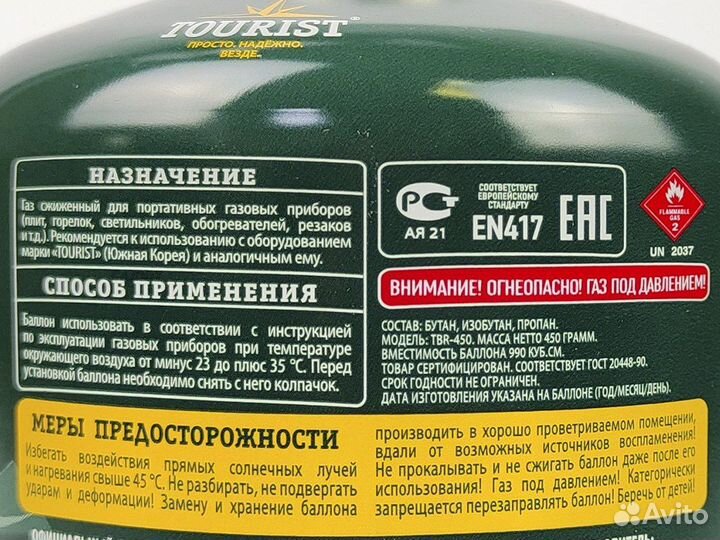 TOURIST®
ПРОСТО. НАДЁЖНО.
ВЕЗДЕ.
НАЗНАЧЕНИЕ
Газ сжиженный для портативных газовых приборов
(плит, горелок, светильников, обогревателей, резаков
и т.д.). Рекомендуется к использованию с оборудованием
марки «TOURIST» (Южная Корея) и аналогичным ему.
СПОСОБ ПРИМЕНЕНИЯ
Баллон использовать в соответствии с инструкцией
по эксплуатации газовых приборов при температуре
окружающего воздуха от минус 23 до плюс 35 °С. Перед
установкой баллона необходимо снять с него колпачок.
РСТ
АЯ 21
СООТВЕТСТВУЕТ
ЕВРОПЕЙСКОМУ
СТАНДАРТУ
EN417
EAC
FLAMMABLE
GAS
2
UN 2037
ВНИМАНИЕ! ОГНЕОПАСНО! ГАЗ ПОД ДАВЛЕНИЕМ!
СОСТАВ: БУТАН, ИЗОБУТАН, ПРОПАН.
МОДЕЛЬ: TBR-450. МАССА НЕТТО 450 ГРАММ.
ВМЕСТИМОСТЬ БАЛЛОНА 990 КУБ.СМ.
ТОВАР СЕРТИФИЦИРОВАН. СООТВЕТСТВУЕТ ГОСТ 20448-90.
СРОК ГОДНОСТИ НЕ ОГРАНИЧЕН.
ДАТА ИЗГОТОВЛЕНИЯ УКАЗАНА НА БАЛЛОНЕ (ГОД/МЕСЯЦ/ДЕНЬ).
МЕРЫ ПРЕДОСТОРОЖНОСТИ
Избегать воздействия прямых солнечных лучей
и нагревания свыше 45 °С. Не разбирать, не подвергать
ударам и деформации! Замену и хранение баллона
производить в хорошо проветриваемом помещении,
вдали от возможных источников воспламенения!
Не прокалывать и не сжигать баллон даже после его
использования! Газ под давлением! Категорически
запрещается перезаправлять баллон! Беречь от детей!
Avito